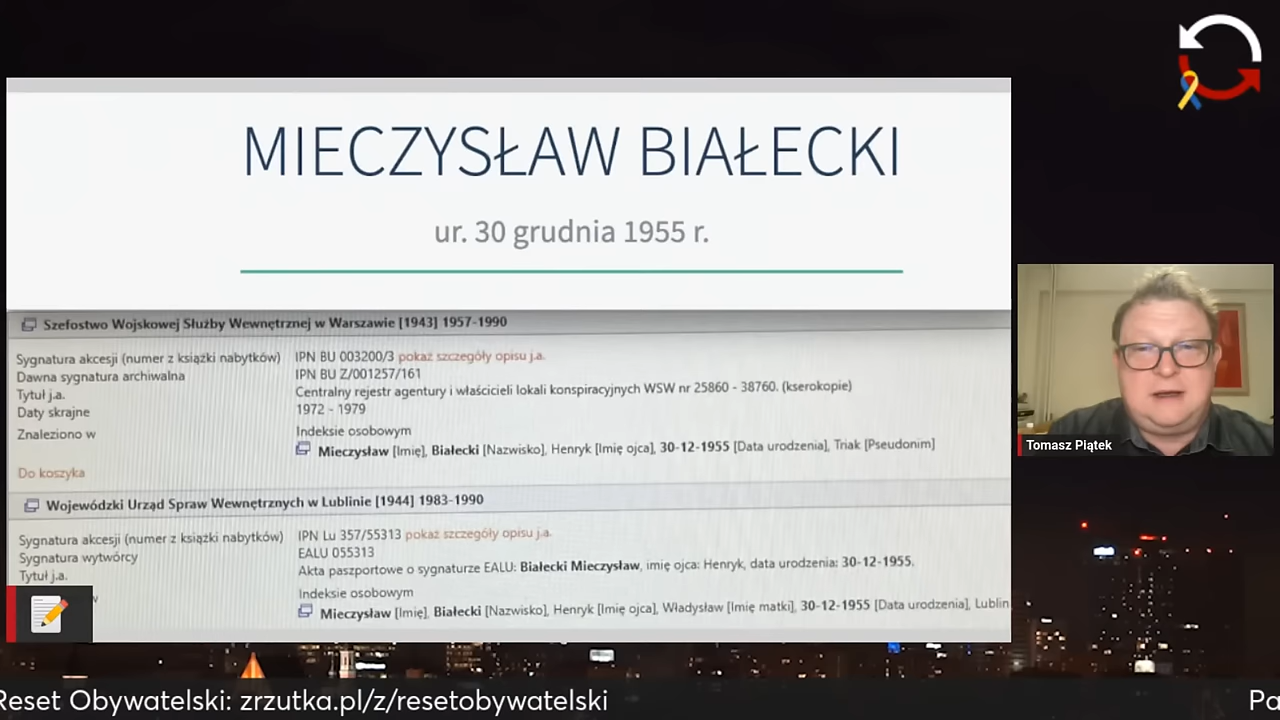 MIECZYSŁAW BIAŁECKI
ur. 30 grudnia 1955 r.
Szefostwo Wojskowej Służby Wewnętrznej w Warszawie [1943] 1957-1990
Sygnatura akcesji (numer z książki nabytków) IPN BU 003200/3 pokaż szczegóły opisu j.a.
Dawna sygnatura archiwalna IPN BU Z/001257/161
Tytuł j.a. Centralny rejestr agentury i właścicieli lokali konspiracyjnych WSW nr 25860 - 38760. (kserokopie)
Daty skrajne 1972 - 1979
Znaleziono w Indeksie osobowym
Mieczysław [Imię], Białecki [Nazwisko], Henryk [Imię ojca], 30-12-1955 [Data urodzenia], Triak [Pseudonim]
Do koszyka
Wojewódzki Urząd Spraw Wewnętrznych w Lublinie [1944] 1983-1990
Sygnatura akcesji (numer z książki nabytków) IPN Lu 357/55313 pokaż szczegóły opisu j.a.
Sygnatura wytwórcy EALU 055313
Tytuł j.a. Akta paszportowe o sygnaturze EALU: Białecki Mieczysław, imię ojca: Henryk, data urodzenia: 30-12-1955.
w Indeksie osobowym
Mieczysław [Imię], Białecki [Nazwisko], Henryk [Imię ojca], Władysław [Imię matki], 30-12-1955 [Data urodzenia], Lublin
Tomasz Piątek
Reset Obywatelski: zrzutka.pl/z/resetobywatelski
Pa